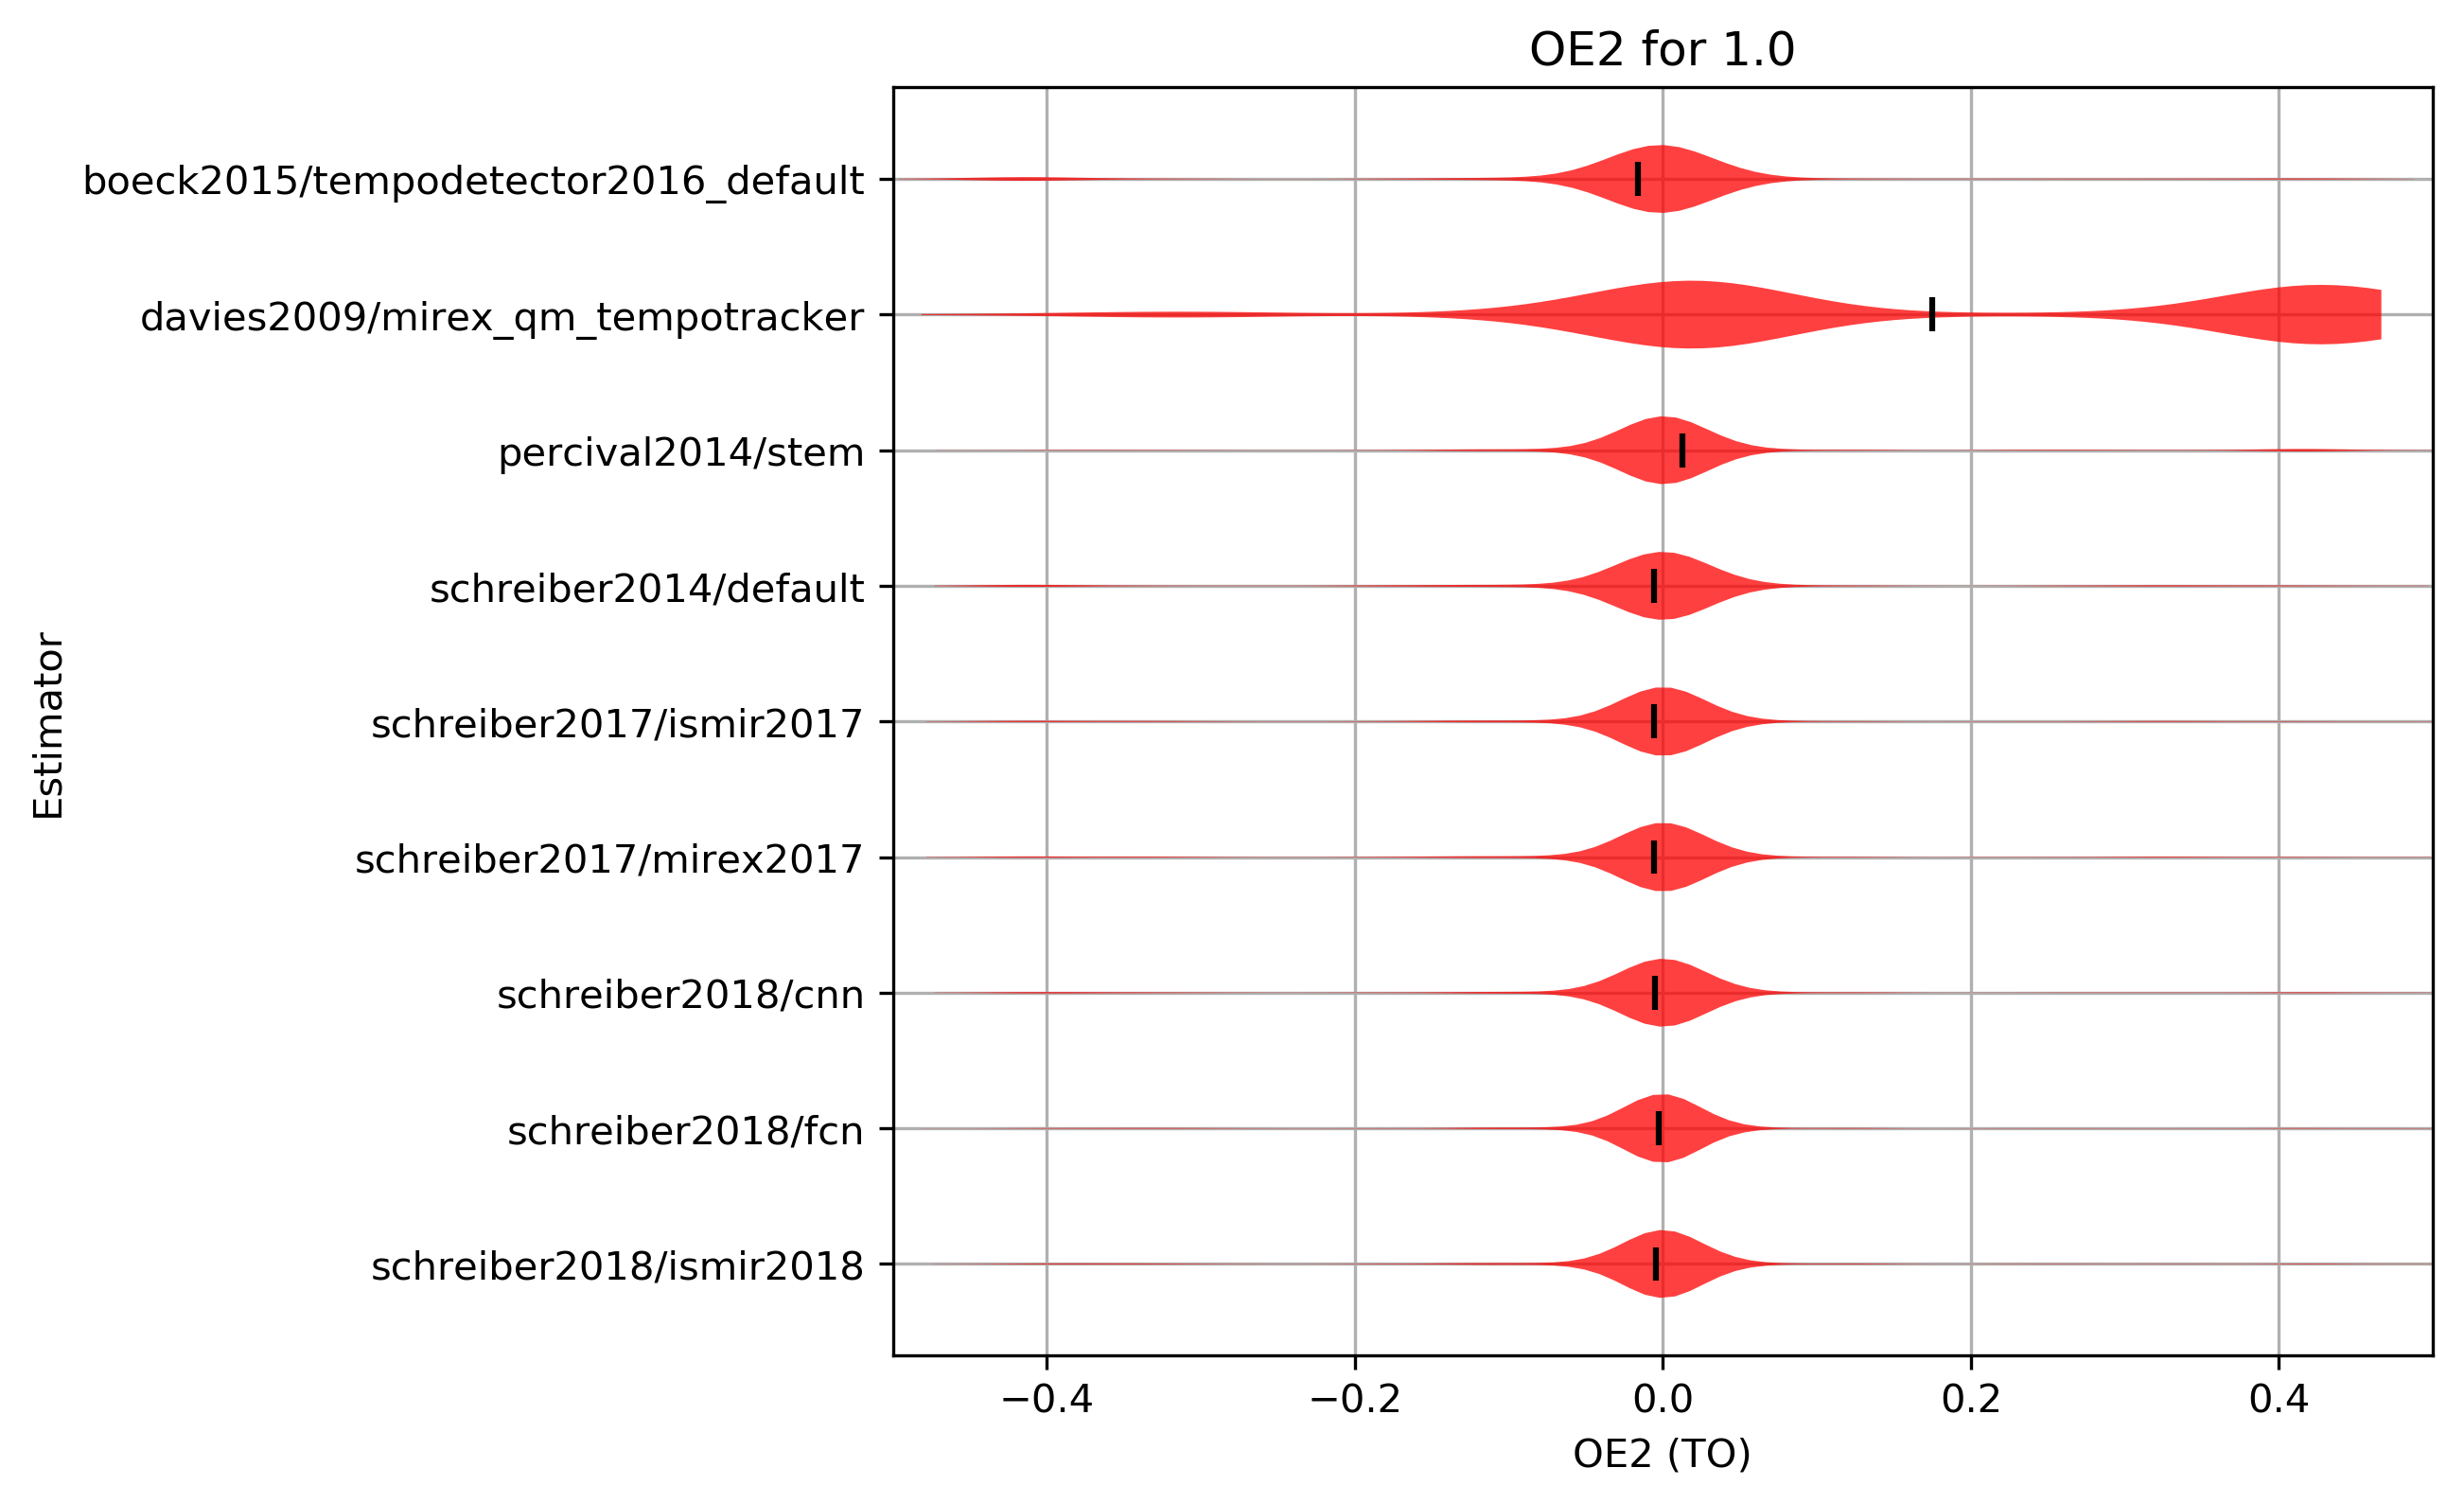 OE2 for 1.0
boeck2015/tempodetector2016_default
davies2009/mirex_qm_tempotracker
percival2014/stem
schreiber2014/default
schreiber2017/ismir2017
schreiber2017/mirex2017
schreiber2018/cnn
schreiber2018/fcn
schreiber2018/ismir2018
Estimator
−0.4
−0.2
0.0
0.2
0.4
OE2 (TO)